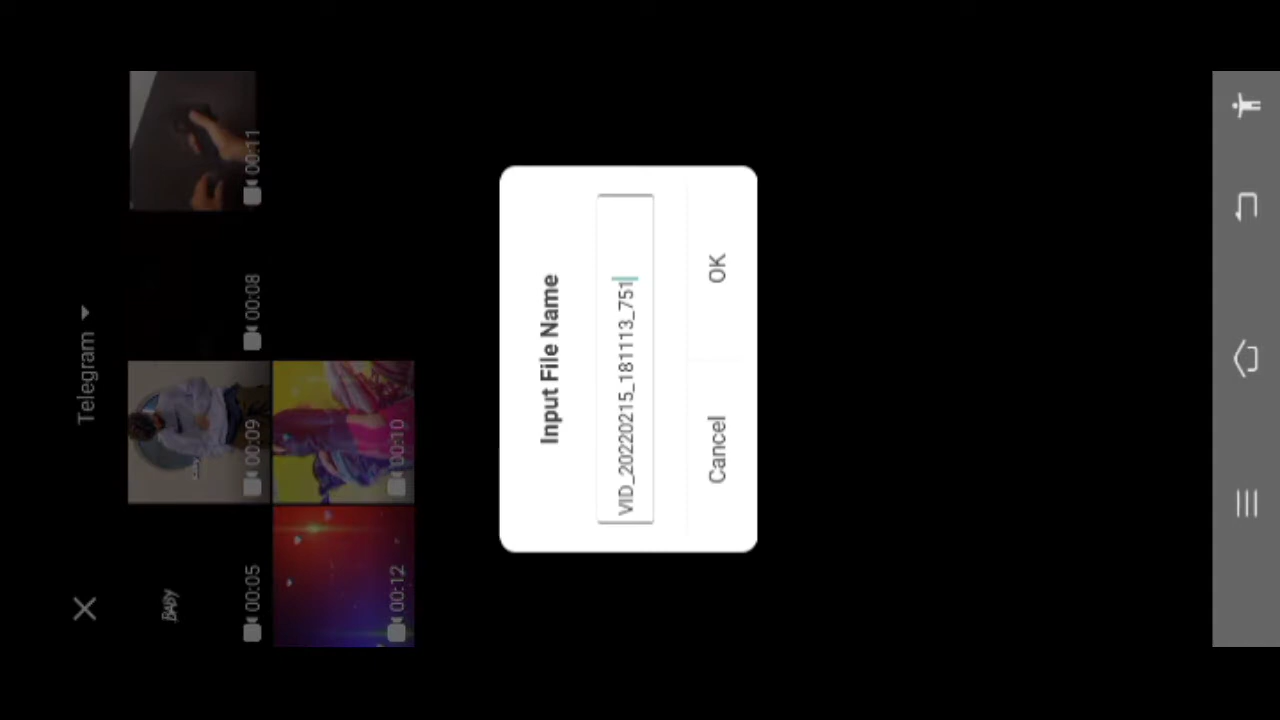 Telegram
BABY
00:05
00:09
00:08
00:11
00:12
00:10
Input File Name
VID_20220215_181113_751
Cancel
OK